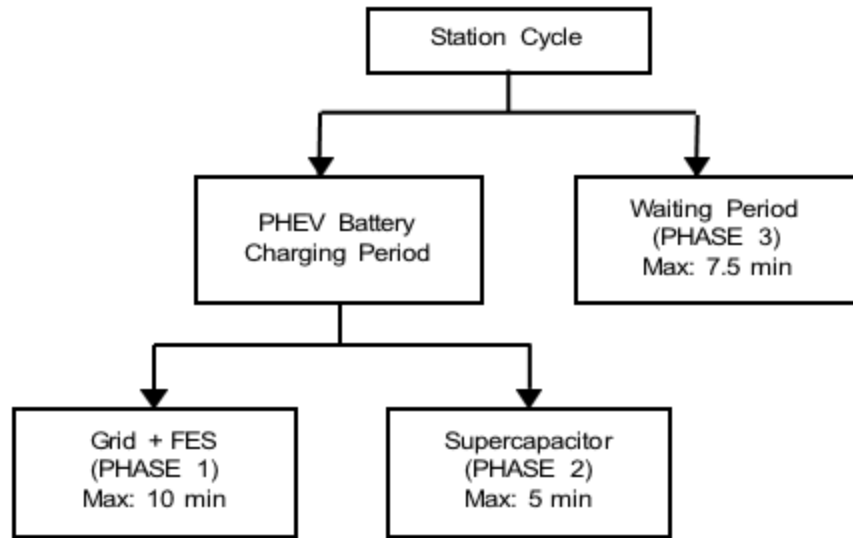 Station Cycle
PHEV Battery
Charging Period
Waiting Period
(PHASE 3)
Max: 7.5 min
Grid + FES
(PHASE 1)
Max: 10 min
Supercapacitor
(PHASE 2)
Max: 5 min